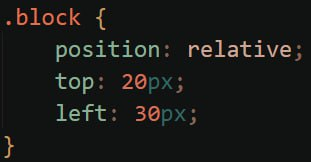 .block {
    position: relative;
    top: 20px;
    left: 30px;
}